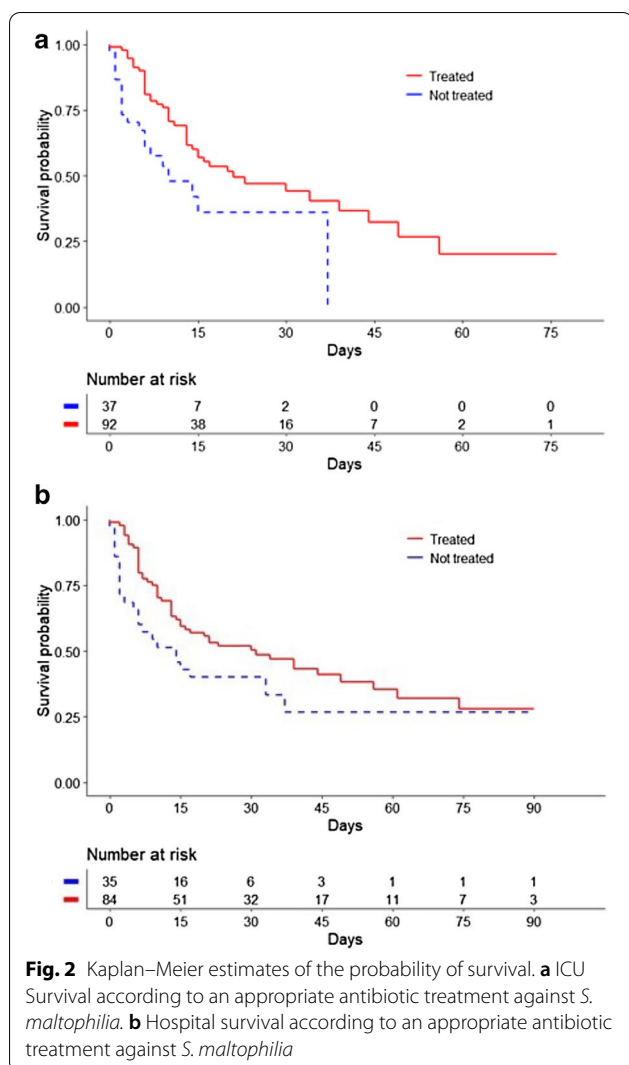 a
1.00
0.75
0.50
0.25
0.00
Survival probability
Treated
Not treated
0 15 30 45 60 75
Days
Number at risk
37 7 2 0 0 0
92 38 16 7 2 1
0 15 30 45 60 75
Days
b
1.00
0.75
0.50
0.25
0.00
Survival probability
Treated
Not treated
0 15 30 45 60 75 90
Days
Number at risk
35 16 6 3 1 1 1
84 51 32 17 11 7 3
0 15 30 45 60 75 90
Days
Fig. 2 Kaplan–Meier estimates of the probability of survival. a ICU
Survival according to an appropriate antibiotic treatment against S.
maltophilia. b Hospital survival according to an appropriate antibiotic
treatment against S. maltophilia